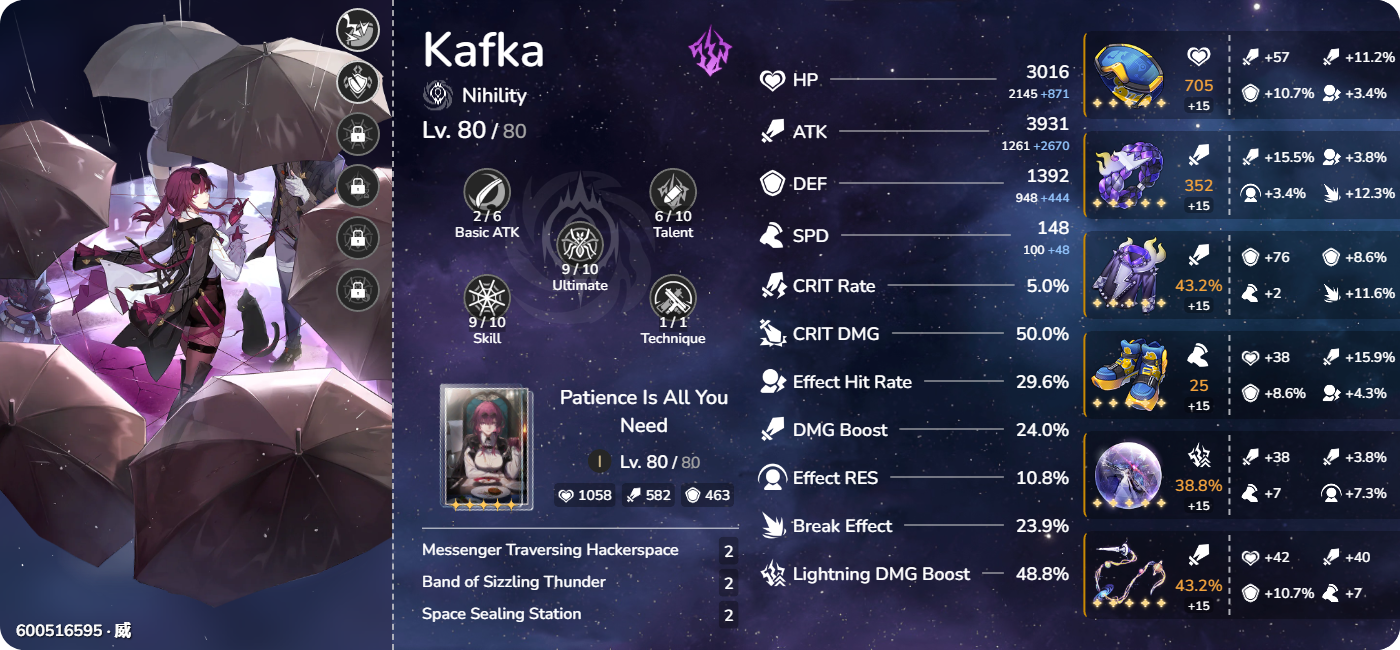 Kafka
Nihility
Lv. 80 / 80
2 / 6
Basic ATK
6 / 10
Talent
9 / 10
Ultimate
9 / 10
Skill
1 / 1
Technique
Patience Is All You
Need
I Lv. 80 / 80
1058 582 463
Messenger Traversing Hackerspace 2
Band of Sizzling Thunder 2
Space Sealing Station 2
600516595 · 威
HP 3016
2145 +871
ATK 3931
1261 +2670
DEF 1392
948 +444
SPD 148
100 +48
CRIT Rate 5.0%
CRIT DMG 50.0%
Effect Hit Rate 29.6%
DMG Boost 24.0%
Effect RES 10.8%
Break Effect 23.9%
Lightning DMG Boost 48.8%
705
+15
+57 +11.2%
+10.7% +3.4%
352
+15
+15.5% +3.8%
+3.4% +12.3%
43.2%
+15
+76 +8.6%
+2 +11.6%
25
+15
+38 +15.9%
+8.6% +4.3%
38.8%
+15
+38 +3.8%
+7 +7.3%
43.2%
+15
+42 +40
+10.7% +7